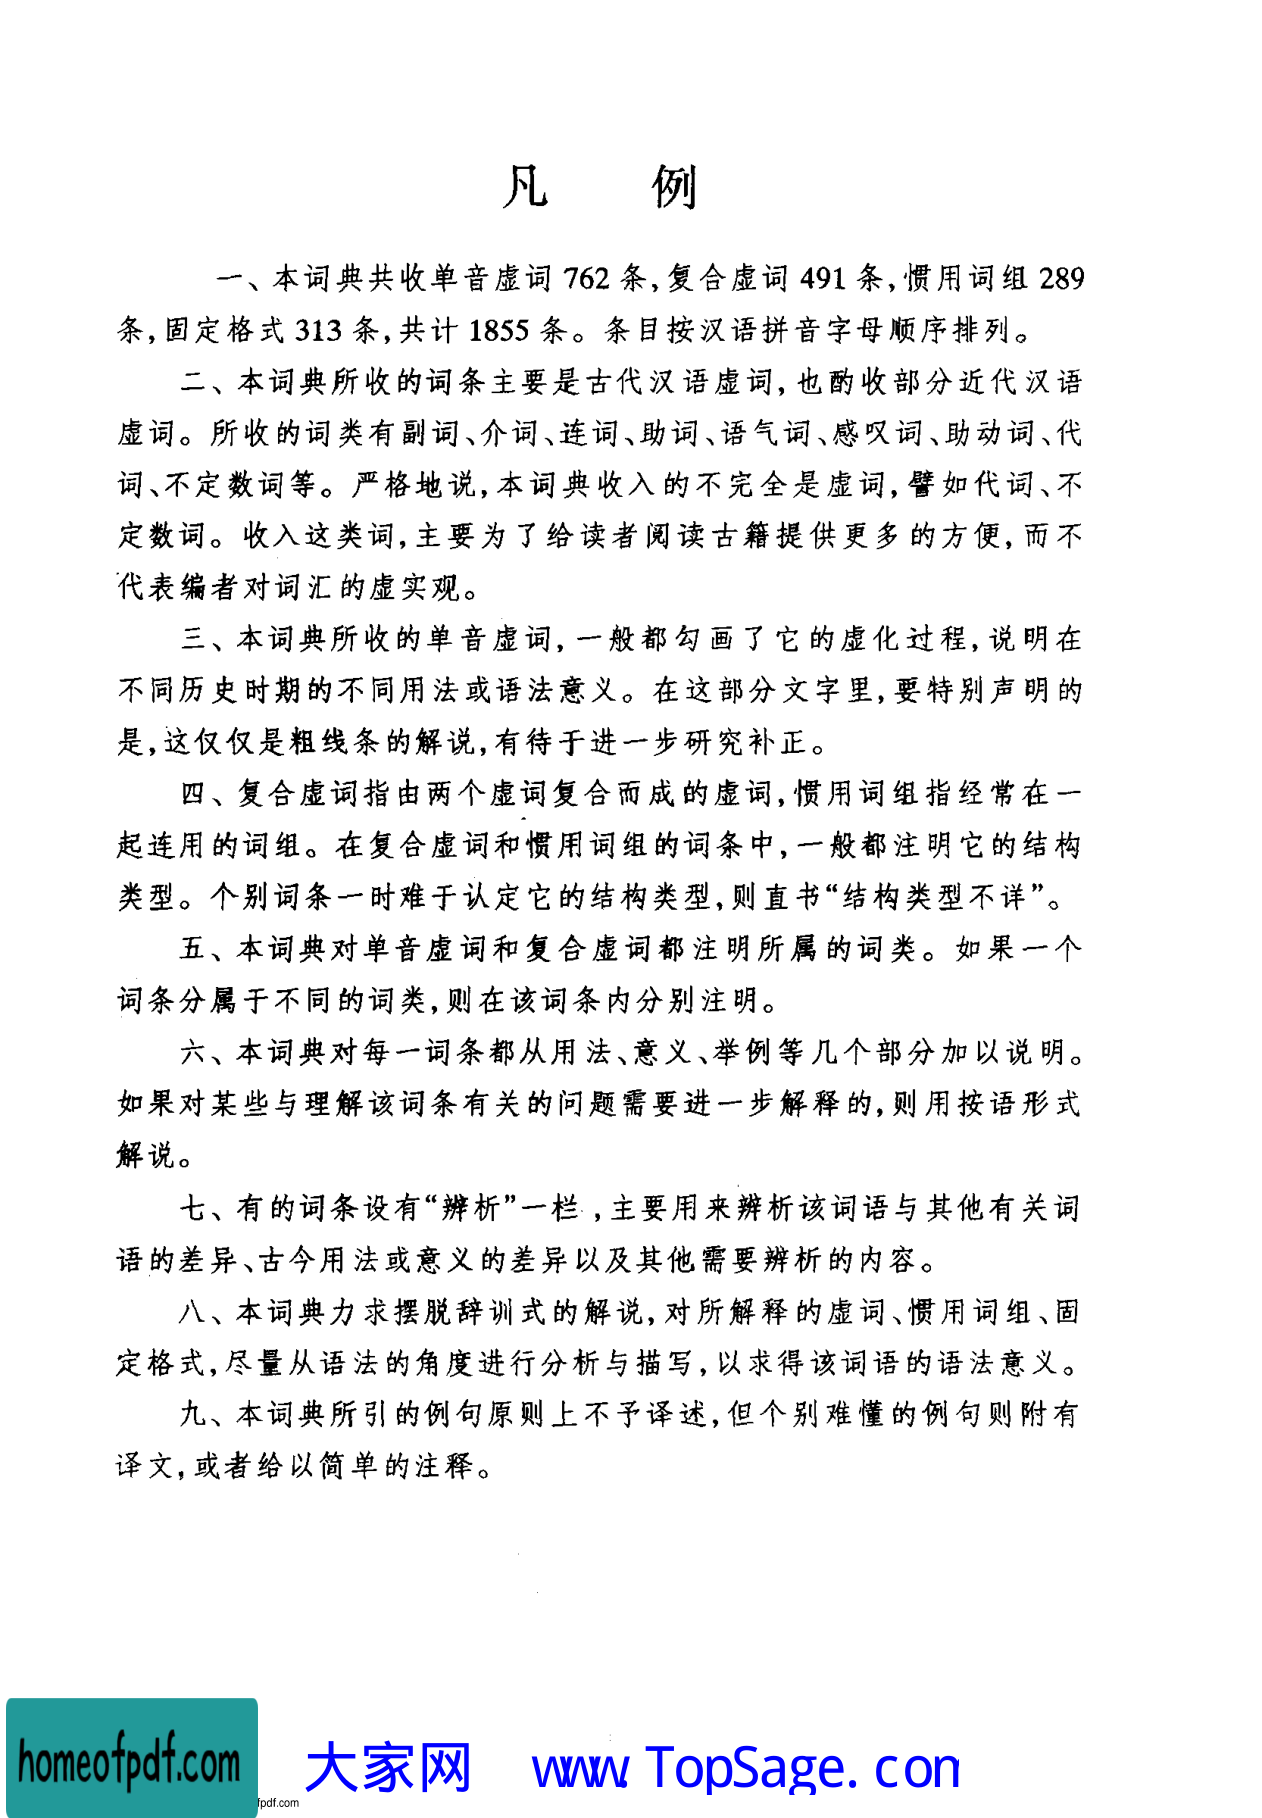 凡 例
一、本词典共收单音虚词 762 条,复合虚词 491 条,惯用词组 289
条,固定格式 313 条,共计 1855 条。条目按汉语拼音字母顺序排列。
二、本词典所收的词条主要是古代汉语虚词,也酌收部分近代汉语
虚词。所收的词类有副词、介词、连词、助词、语气词、感叹词、助动词、代
词、不定数词等。严格地说,本词典收入的不完全是虚词,譬如代词、不
定数词。收入这类词,主要为了给读者阅读古籍提供更多的方便,而不
代表编者对词汇的虚实观。
三、本词典所收的单音虚词,一般都勾画了它的虚化过程,说明在
不同历史时期的不同用法或语法意义。在这部分文字里,要特别声明的
是,这仅仅是粗线条的解说,有待于进一步研究补正。
四、复合虚词指由两个虚词复合而成的虚词,惯用词组指经常在一
起连用的词组。在复合虚词和惯用词组的词条中,一般都注明它的结构
类型。个别词条一时难于认定它的结构类型,则直书“结构类型不详”。
五、本词典对单音虚词和复合虚词都注明所属的词类。如果一个
词条分属于不同的词类,则在该词条内分别注明。
六、本词典对每一词条都从用法、意义、举例等几个部分加以说明。
如果对某些与理解该词条有关的问题需要进一步解释的,则用按语形式
解说。
七、有的词条设有“辨析”一栏,主要用来辨析该词语与其他有关词
语的差异、古今用法或意义的差异以及其他需要辨析的内容。
八、本词典力求摆脱辞训式的解说,对所解释的虚词、惯用词组、固
定格式,尽量从语法的角度进行分析与描写,以求得该词语的语法意义。
九、本词典所引的例句原则上不予译述,但个别难懂的例句则附有
译文,或者给以简单的注释。
homeofpdf.com
大家网 www.TopSage.com
fpdf.com